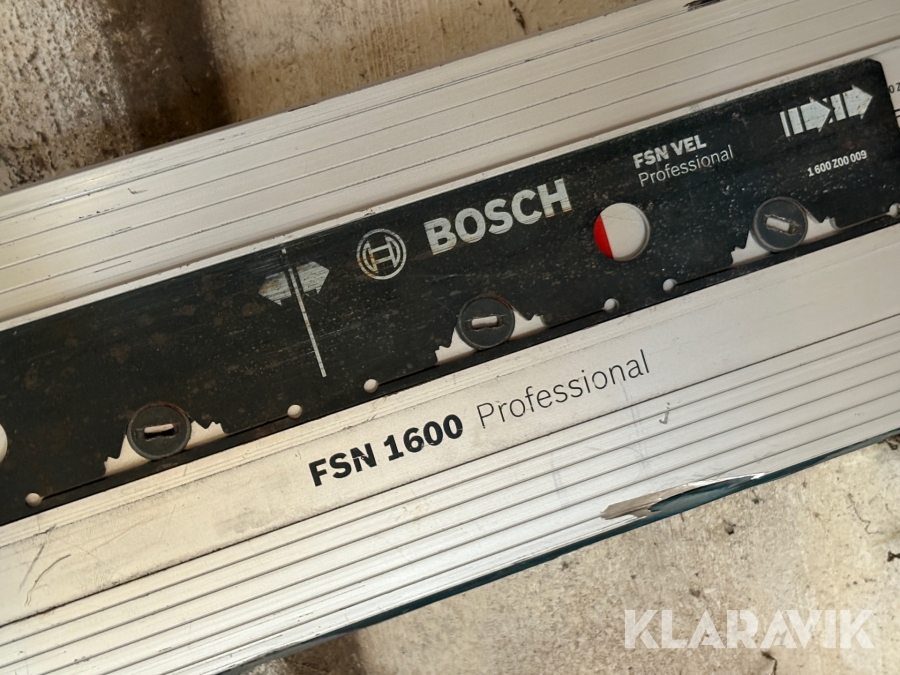 BOSCH
FSN VEL
Professional
1 600 Z00 009
FSN 1600 Professional
KLARAVIK